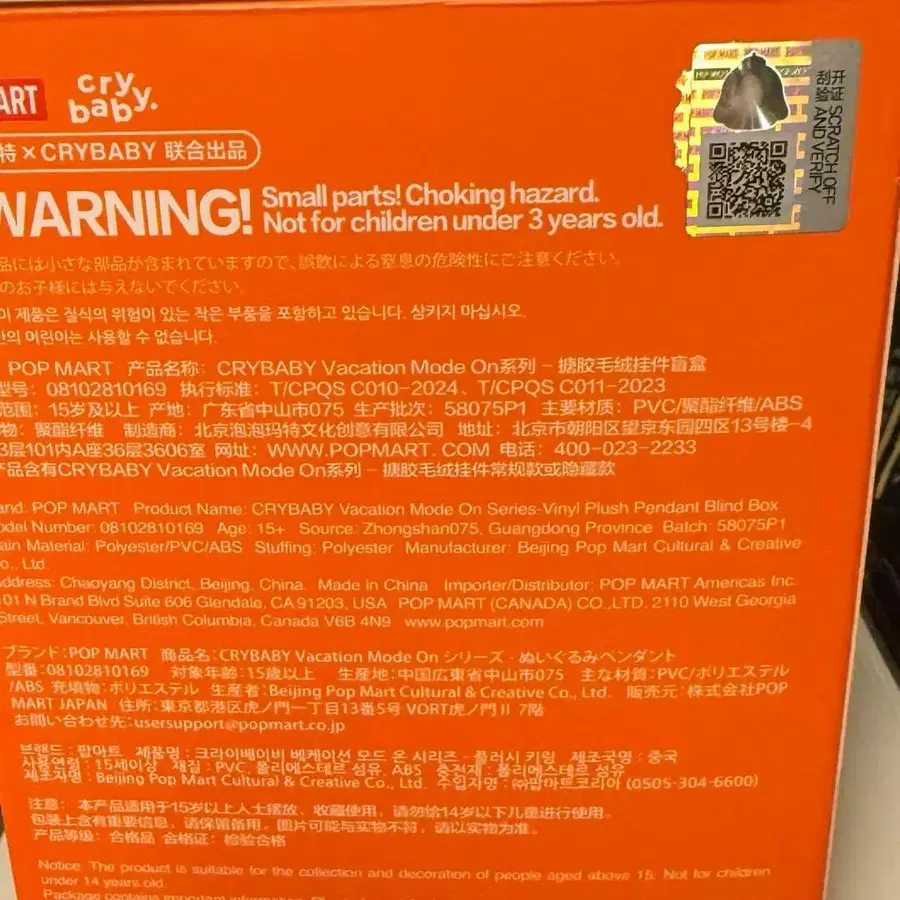 ART
cry
baby.
特×CRYBABY 联合出品
WARNING! Small parts! Choking hazard.
Not for children under 3 years old.
SCRATCH OFF
AND VERIFY
刮开
验证
品には小さな部品が含まれていますので、誤飲による窒息の危険性にご注意ください。
のお子様には与えないでください。
이 제품은 질식의 위험이 있는 작은 부품을 포함하고 있습니다. 삼키지 마십시오.
만의 어린이는 사용할 수 없습니다.
POP MART 产品名称：CRYBABY Vacation Mode On系列 – 搪胶毛绒挂件盲盒
型号：08102810169 执行标准：T/CPQS C010-2024、T/CPQS C011-2023
范围：15岁及以上 产地：广东省中山市075 生产批次：58075P1 主要材质：PVC/聚酯纤维/ABS
物：聚酯纤维 制造商：北京泡泡玛特文化创意有限公司 地址：北京市朝阳区望京东园四区13号楼-4
3层101内A座36层3606室 网址：WWW.POPMART.COM 电话：400-023-2233
产品含有CRYBABY Vacation Mode On系列 – 搪胶毛绒挂件常规款或隐藏款
and: POP MART Product Name: CRYBABY Vacation Mode On Series-Vinyl Plush Pendant Blind Box
odel Number: 08102810169 Age: 15+ Source: Zhongshan075, Guangdong Province Batch: 58075P1
ain Material: Polyester/PVC/ABS Stuffing: Polyester Manufacturer: Beijing Pop Mart Cultural & Creative
o., Ltd.
ddress: Chaoyang District, Beijing, China. Made in China Importer/Distributor: POP MART Americas Inc.
01 N Brand Blvd Suite 606 Glendale, CA 91203, USA POP MART (CANADA) CO.,LTD. 2110 West Georgia
Street, Vancouver, British Columbia, Canada V6B 4N9 www.popmart.com
ブランド:POP MART 商品名:CRYBABY Vacation Mode On シリーズ - ぬいぐるみペンダント
型番:08102810169 対象年齢:15歳以上 生産地:中国広東省中山市075 主な材質:PVC/ポリエステル
/ABS 充填物:ポリエステル 生産者:Beijing Pop Mart Cultural & Creative Co., Ltd. 販売元:株式会社POP
MART JAPAN 住所:東京都港区虎ノ門一丁目13番5号 VORT虎ノ門Ⅱ 7階
お問い合わせ先:usersupport@popmart.co.jp
브랜드 : 팝마트 제품명 : 크라이베이비 베케이션 모드 온 시리즈 - 플러시 키링 제조국명 : 중국
사용연령 : 15세이상 재질 : PVC, 폴리에스테르 섬유, ABS 충전재 : 폴리에스테르 섬유
제조자명 : Beijing Pop Mart Cultural & Creative Co., Ltd. 수입자명 : ㈜팝마트코리아 (0505-304-6600)
注意：本产品适用于15岁以上人士摆放、收藏使用，请勿给14岁以下儿童进行使用。
包装上含有重要信息，请保留备用。图片可能与实物不符，请以实物为准。
产品等级：合格品 合格证：检验合格
Notice: The product is suitable for the collection and decoration of people aged above 15. Not for children
under 14 years old.
Package contains important information.